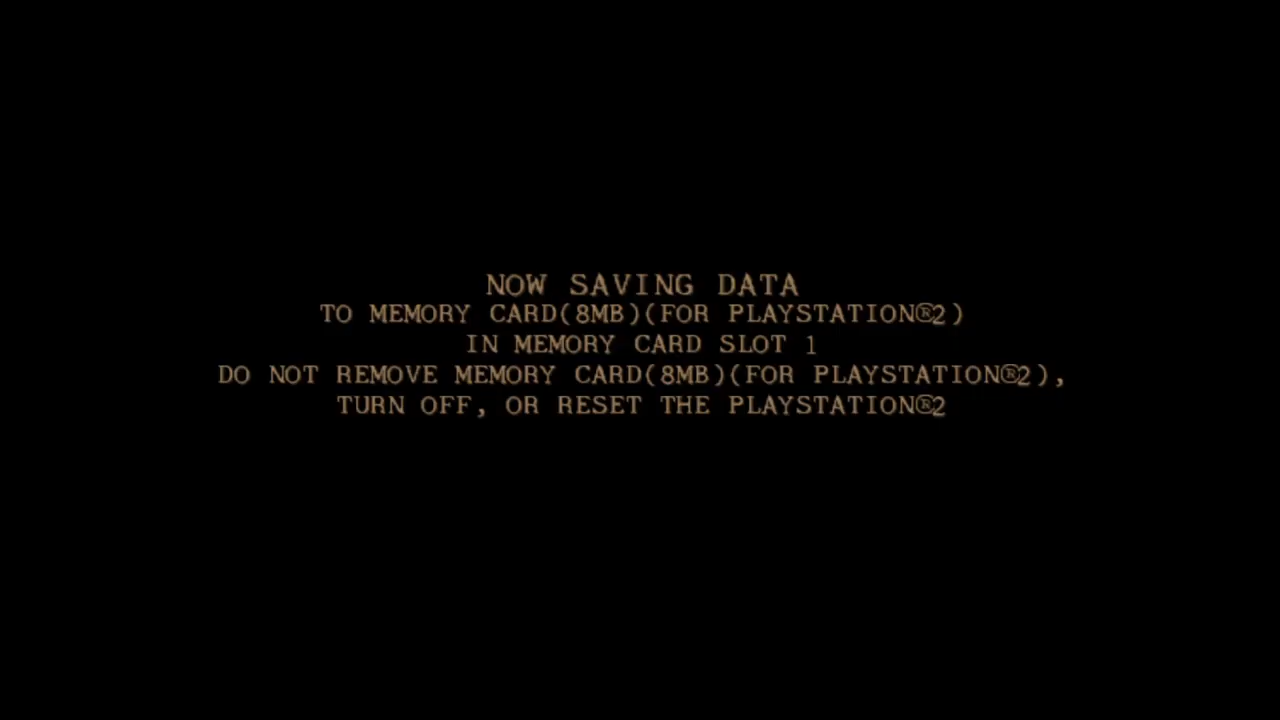 NOW SAVING DATA
TO MEMORY CARD(8MB)(FOR PLAYSTATION®2)
IN MEMORY CARD SLOT 1
DO NOT REMOVE MEMORY CARD(8MB)(FOR PLAYSTATION®2),
TURN OFF, OR RESET THE PLAYSTATION®2